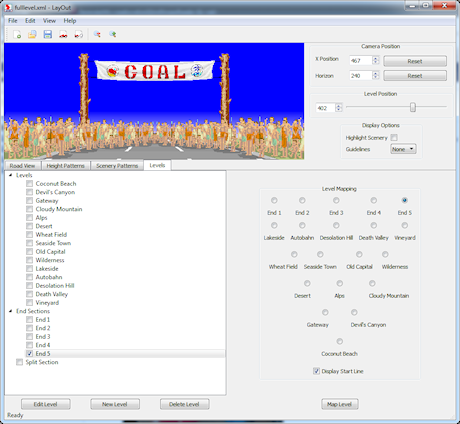 fulllevel.xml - LayOut
File Edit View Help
GOAL
Camera Position
X Position 467 Reset
Horizon 240 Reset
Level Position
402
Display Options
Highlight Scenery
Guidelines None
Road View Height Patterns Scenery Patterns Levels
Levels
Coconut Beach
Devil's Canyon
Gateway
Cloudy Mountain
Alps
Desert
Wheat Field
Seaside Town
Old Capital
Wilderness
Lakeside
Autobahn
Desolation Hill
Death Valley
Vineyard
End Sections
End 1
End 2
End 3
End 4
End 5
Split Section
Level Mapping
End 1 End 2 End 3 End 4 End 5
Lakeside Autobahn Desolation Hill Death Valley Vineyard
Wheat Field Seaside Town Old Capital Wilderness
Desert Alps Cloudy Mountain
Gateway Devil's Canyon
Coconut Beach
Display Start Line
Edit Level New Level Delete Level Map Level
Ready